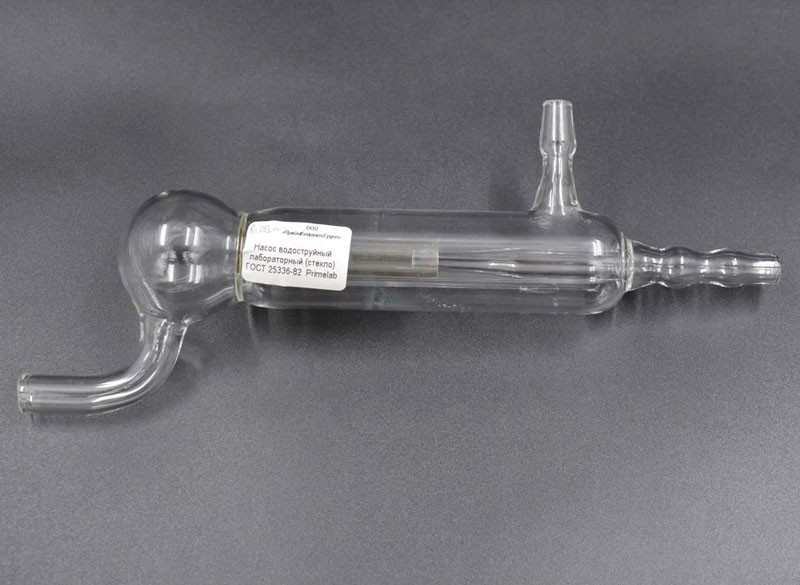 ООО
Насос водоструйный
лабораторный (стекло)
ГОСТ 25336-82 Primelab